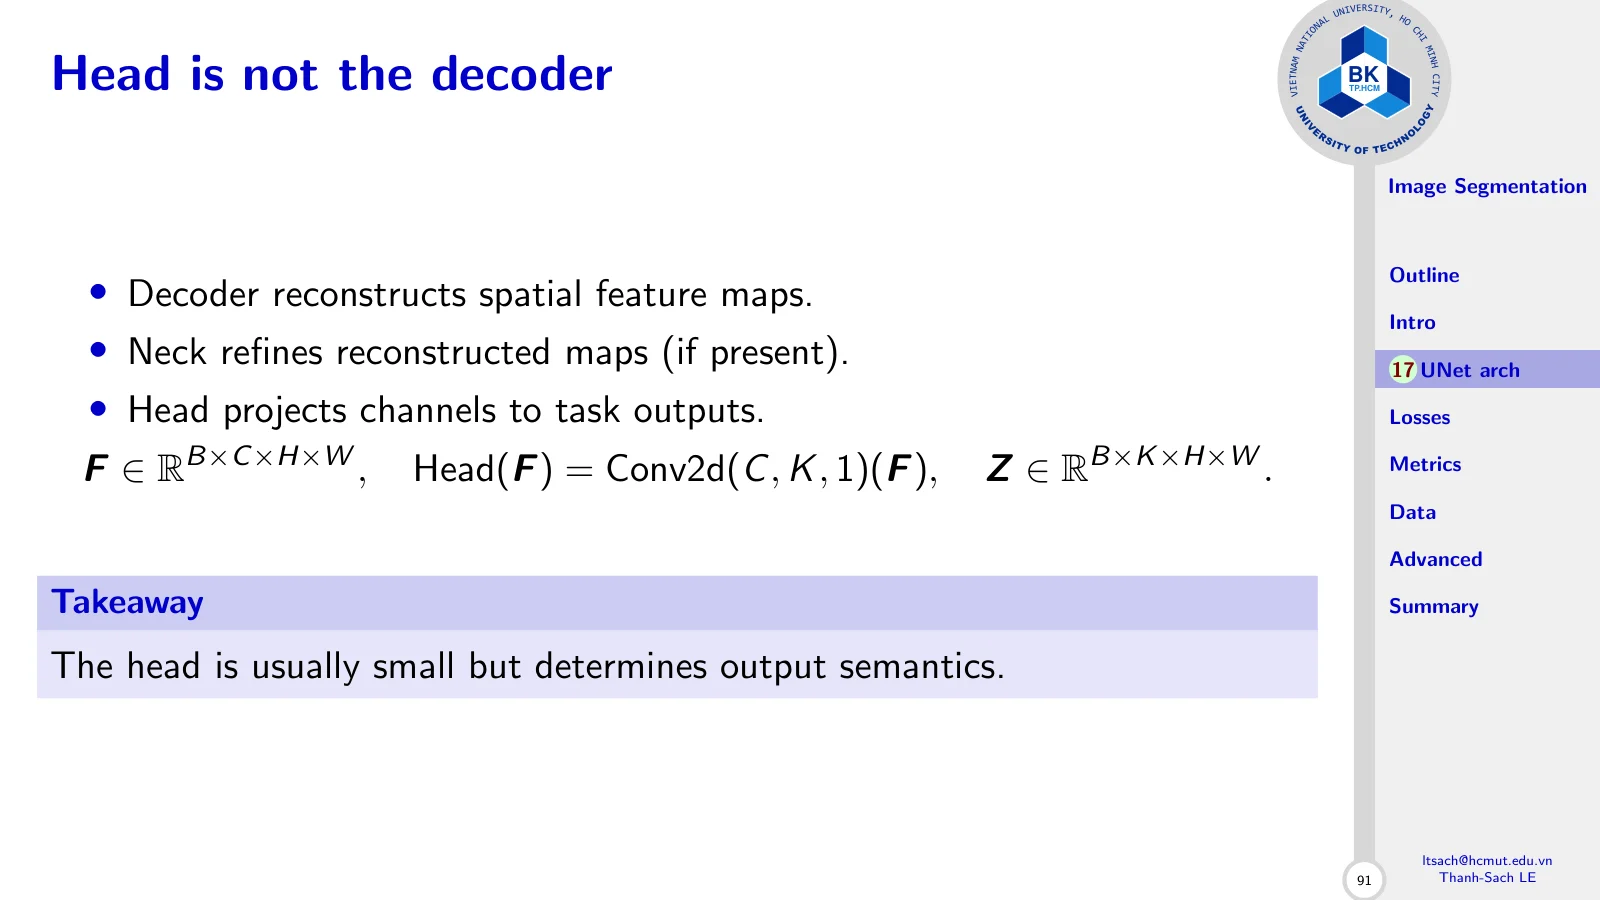 Head is not the decoder
VIETNAM NATIONAL UNIVERSITY, HO CHI MINH CITY
BK
TP.HCM
UNIVERSITY OF TECHNOLOGY
Image Segmentation
Outline
Intro
17 UNet arch
Losses
Metrics
Data
Advanced
Summary
• Decoder reconstructs spatial feature maps.
• Neck refines reconstructed maps (if present).
• Head projects channels to task outputs.
F ∈ ℝ^{B×C×H×W}, Head(F) = Conv2d(C, K, 1)(F), Z ∈ ℝ^{B×K×H×W}.
Takeaway
The head is usually small but determines output semantics.
ltsach@hcmut.edu.vn
Thanh-Sach LE
91